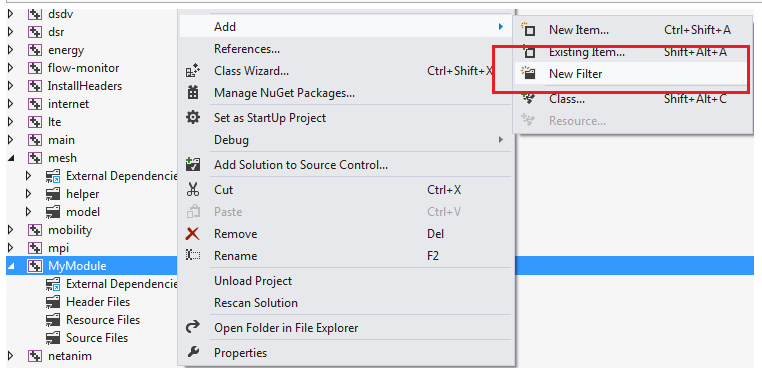 dsdv
dsr
energy
flow-monitor
InstallHeaders
internet
lte
main
mesh
External Dependencie
helper
model
mobility
mpi
MyModule
External Dependencie
Header Files
Resource Files
Source Files
netanim
Add
References...
Class Wizard... Ctrl+Shift+X
Manage NuGet Packages...
Set as StartUp Project
Debug
Add Solution to Source Control...
Cut Ctrl+X
Paste Ctrl+V
Remove Del
Rename F2
Unload Project
Rescan Solution
Open Folder in File Explorer
Properties
New Item... Ctrl+Shift+A
Existing Item... Shift+Alt+A
New Filter
Class... Shift+Alt+C
Resource...